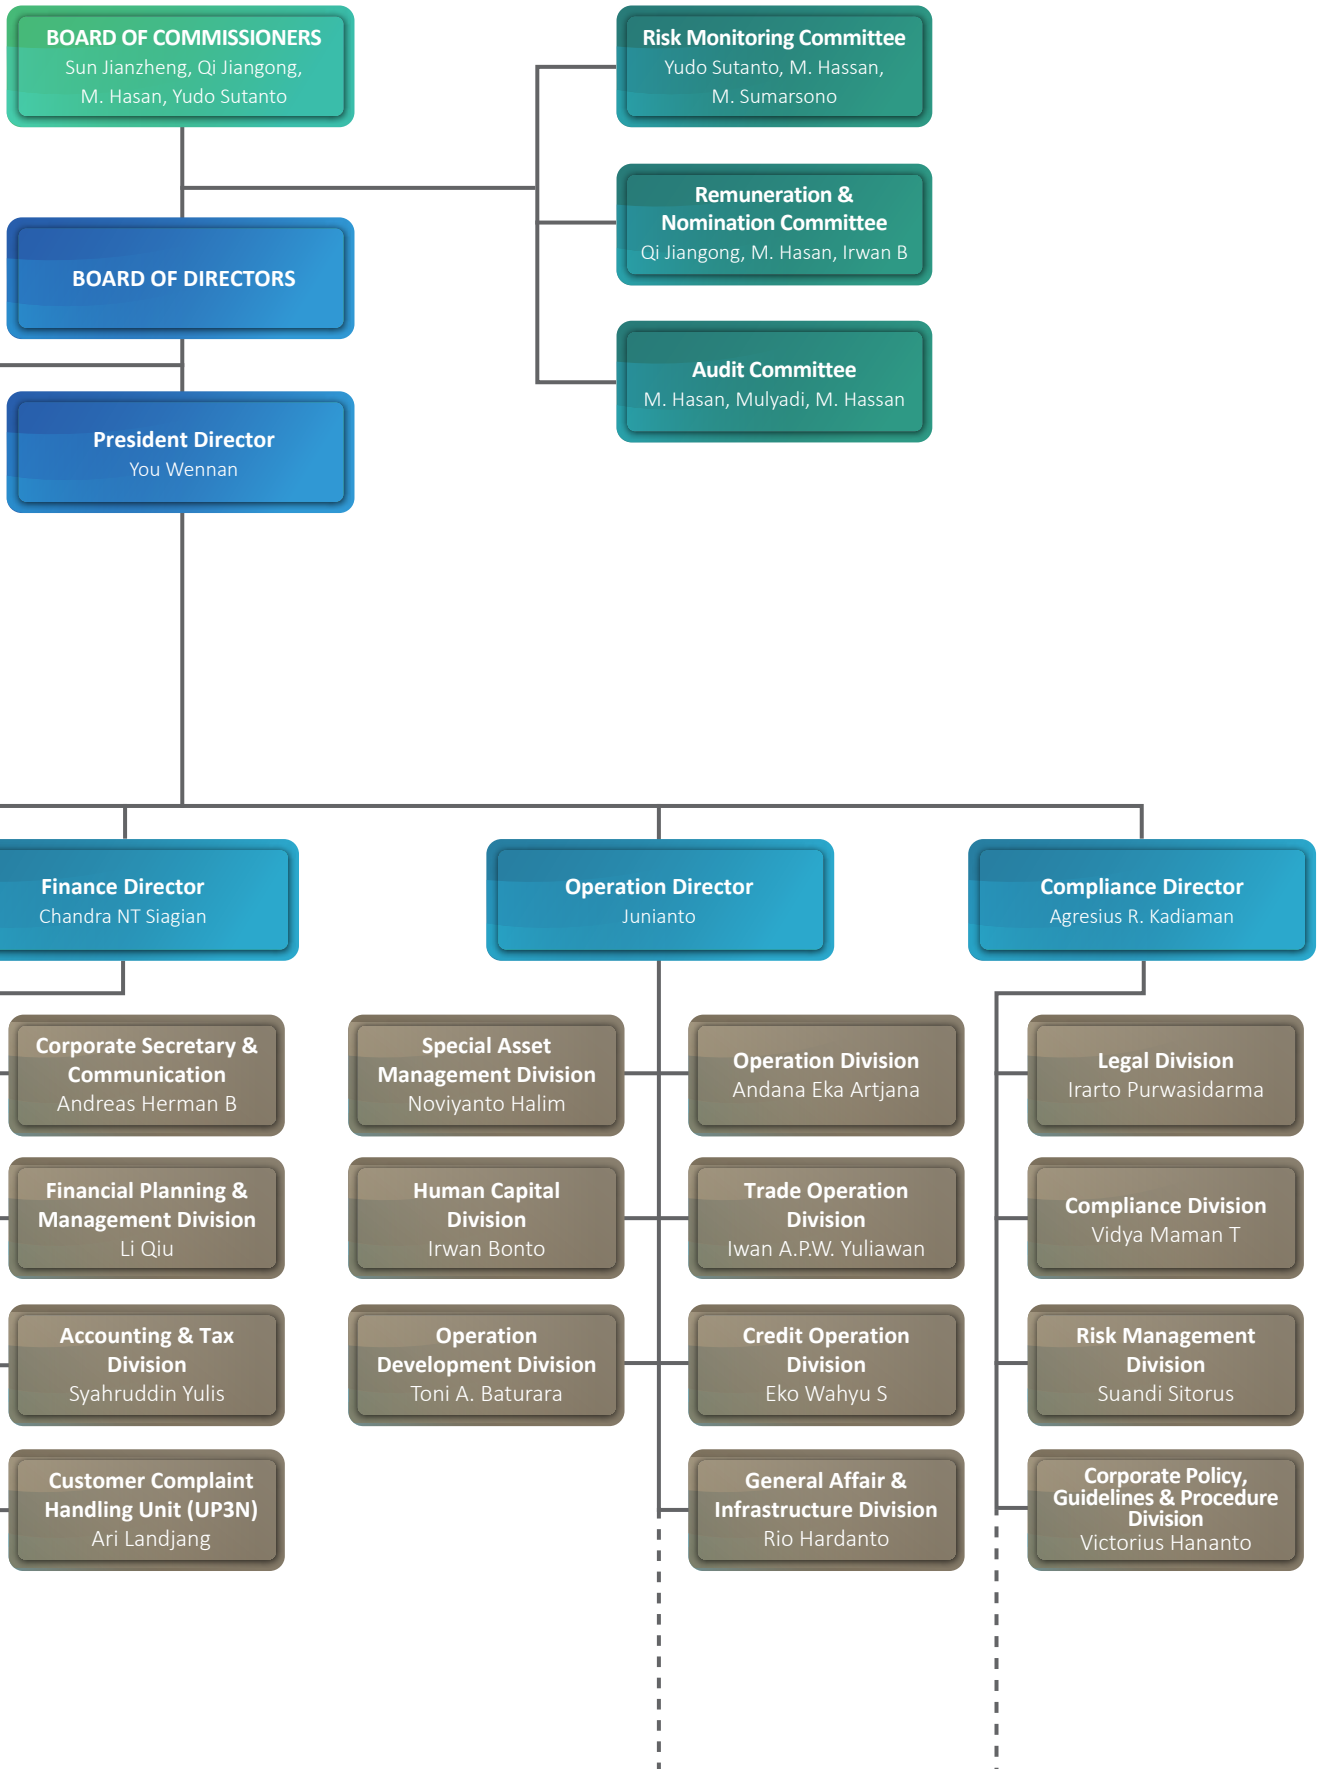 BOARD OF COMMISSIONERS
Sun Jianzheng, Qi Jiangong,
M. Hasan, Yudo Sutanto
Risk Monitoring Committee
Yudo Sutanto, M. Hassan,
M. Sumarsono
Remuneration &
Nomination Committee
Qi Jiangong, M. Hasan, Irwan B
BOARD OF DIRECTORS
Audit Committee
M. Hasan, Mulyadi, M. Hassan
President Director
You Wennan
Finance Director
Chandra NT Siagian
Operation Director
Junianto
Compliance Director
Agresius R. Kadiaman
Corporate Secretary &
Communication
Andreas Herman B
Special Asset
Management Division
Noviyanto Halim
Operation Division
Andana Eka Artjana
Legal Division
Irarto Purwasidarma
Financial Planning &
Management Division
Li Qiu
Human Capital
Division
Irwan Bonto
Trade Operation
Division
Iwan A.P.W. Yuliawan
Compliance Division
Vidya Maman T
Accounting & Tax
Division
Syahruddin Yulis
Operation
Development Division
Toni A. Baturara
Credit Operation
Division
Eko Wahyu S
Risk Management
Division
Suandi Sitorus
Customer Complaint
Handling Unit (UP3N)
Ari Landjang
General Affair &
Infrastructure Division
Rio Hardanto
Corporate Policy,
Guidelines & Procedure
Division
Victorius Hananto